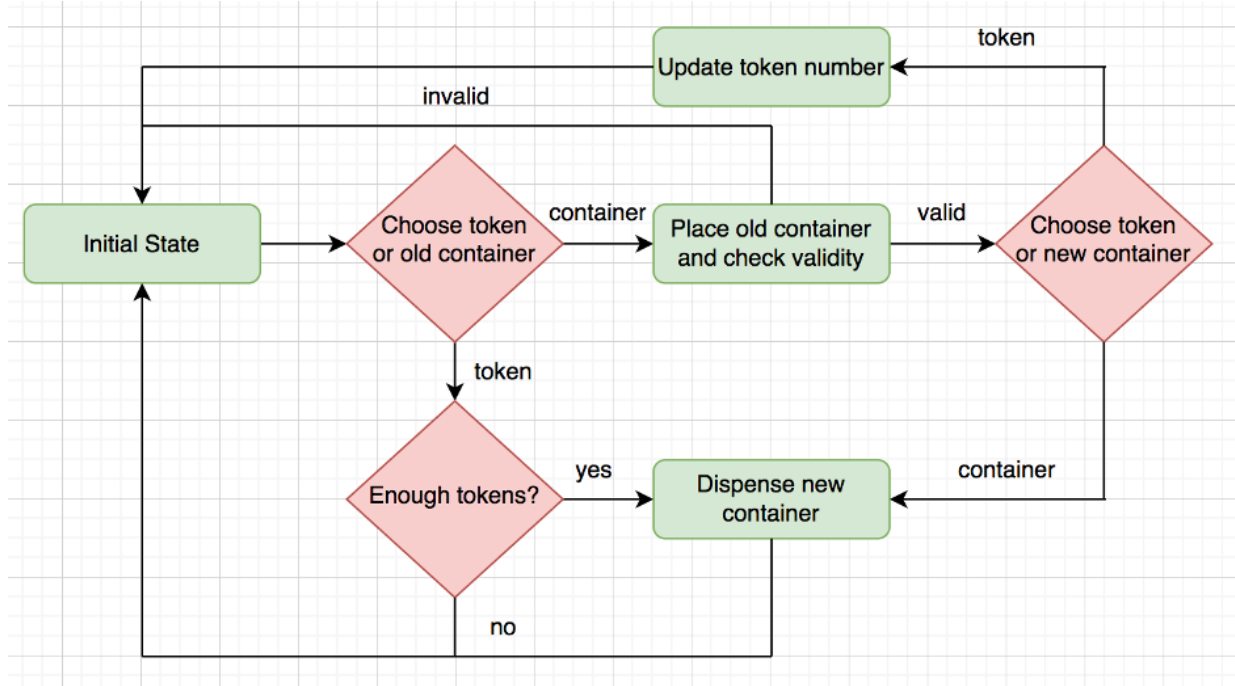 token
Update token number
invalid
Initial State
Choose token
or old container
container
Place old container
and check validity
valid
Choose token
or new container
token
Enough tokens?
yes
Dispense new
container
container
no